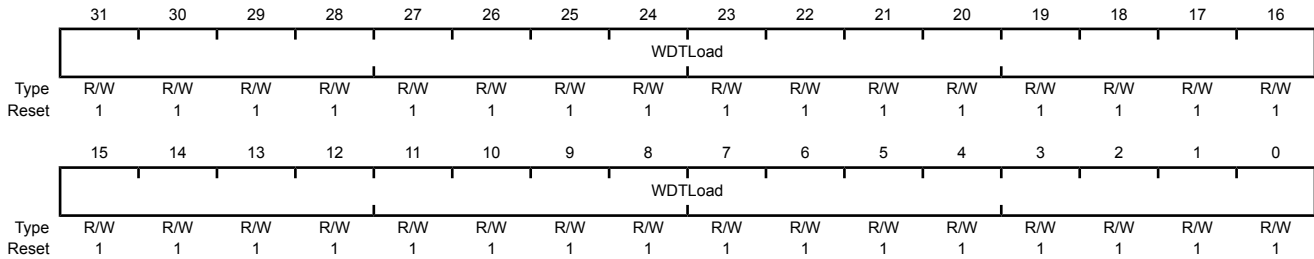 31 30 29 28 27 26 25 24 23 22 21 20 19 18 17 16
WDTLoad
Type R/W R/W R/W R/W R/W R/W R/W R/W R/W R/W R/W R/W R/W R/W R/W R/W
Reset 1 1 1 1 1 1 1 1 1 1 1 1 1 1 1 1
15 14 13 12 11 10 9 8 7 6 5 4 3 2 1 0
WDTLoad
Type R/W R/W R/W R/W R/W R/W R/W R/W R/W R/W R/W R/W R/W R/W R/W R/W
Reset 1 1 1 1 1 1 1 1 1 1 1 1 1 1 1 1